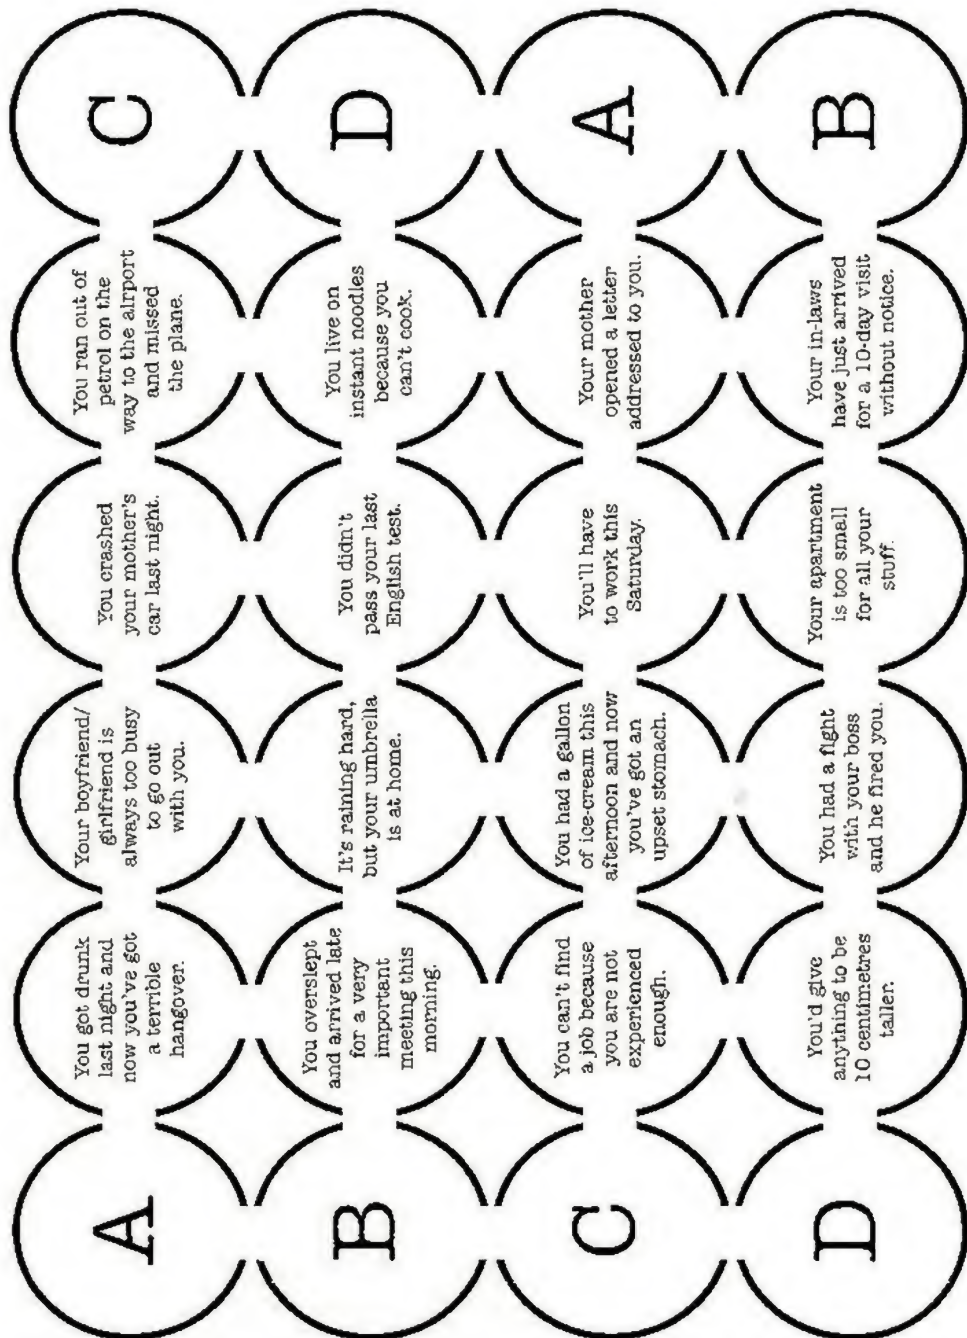 A
You got drunk
last night and
now you've got
a terrible
hangover.
Your boyfriend/
girlfriend is
always too busy
to go out
with you.
You crashed
your mother's
car last night.
You ran out of
petrol on the
way to the airport
and missed
the plane.
C
B
You overslept
and arrived late
for a very
important
meeting this
morning.
It's raining hard,
but your umbrella
is at home.
You didn't
pass your last
English test.
You live on
instant noodles
because you
can't cook.
D
C
You can't find
a job because
you are not
experienced
enough.
You had a gallon
of ice-cream this
afternoon and now
you've got an
upset stomach.
You'll have
to work this
Saturday.
Your mother
opened a letter
addressed to you.
A
D
You'd give
anything to be
10 centimetres
taller.
You had a fight
with your boss
and he fired you.
Your apartment
is too small
for all your
stuff.
Your in-laws
have just arrived
for a 10-day visit
without notice.
B